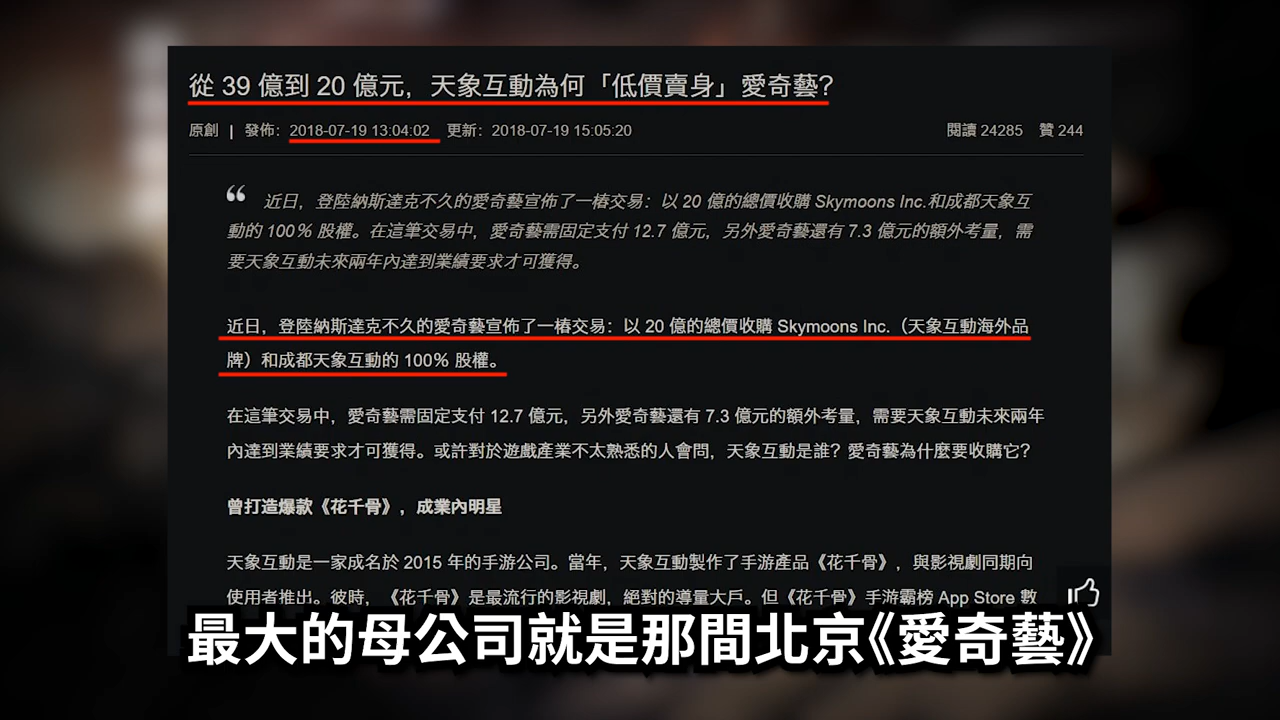 從 39 億到 20 億元，天象互動為何「低價賣身」愛奇藝？
原創 | 發佈：2018-07-19 13:04:02 更新：2018-07-19 15:05:20 閱讀 24285 贊 244
“ 近日，登陸納斯達克不久的愛奇藝宣佈了一樁交易：以 20 億的總價收購 Skymoons Inc.和成都天象互
動的 100% 股權。在這筆交易中，愛奇藝需固定支付 12.7 億元，另外愛奇藝還有 7.3 億元的額外考量，需
要天象互動未來兩年內達到業績要求才可獲得。
近日，登陸納斯達克不久的愛奇藝宣佈了一樁交易：以 20 億的總價收購 Skymoons Inc.（天象互動海外品
牌）和成都天象互動的 100% 股權。
在這筆交易中，愛奇藝需固定支付 12.7 億元，另外愛奇藝還有 7.3 億元的額外考量，需要天象互動未來兩年
內達到業績要求才可獲得。或許對於遊戲產業不太熟悉的人會問，天象互動是誰？愛奇藝為什麼要收購它？
曾打造爆款《花千骨》，成業內明星
天象互動是一家成名於 2015 年的手游公司。當年，天象互動製作了手游產品《花千骨》，與影視劇同期向
使用者推出。彼時，《花千骨》是最流行的影視劇，絕對的導量大戶。但《花千骨》手游霸榜 App Store 數
最大的母公司就是那間北京《愛奇藝》